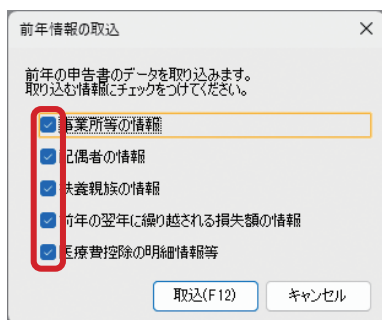 前年情報の取込
前年の申告書のデータを取り込みます。
取り込む情報にチェックをつけてください。
事業所等の情報
配偶者の情報
扶養親族の情報
前年の翌年に繰り越される損失額の情報
医療費控除の明細情報等
取込(F12)
キャンセル